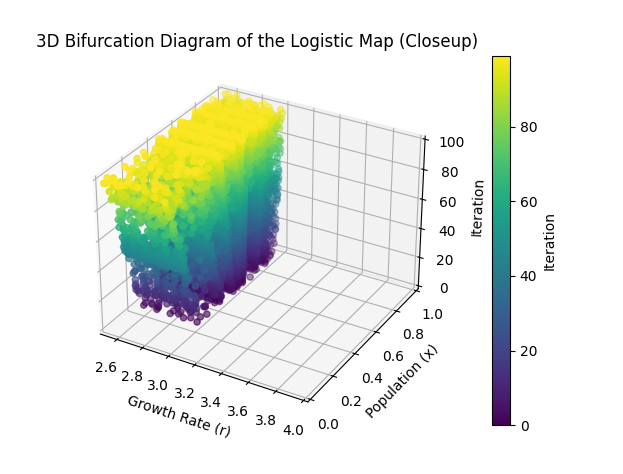 3D Bifurcation Diagram of the Logistic Map (Closeup)
100
80
60
40
20
0
Iteration
1.0
0.8
0.6
0.4
0.2
0.0
Population (x)
2.6 2.8 3.0 3.2 3.4 3.6 3.8 4.0
Growth Rate (r)
80
60
40
20
0
Iteration